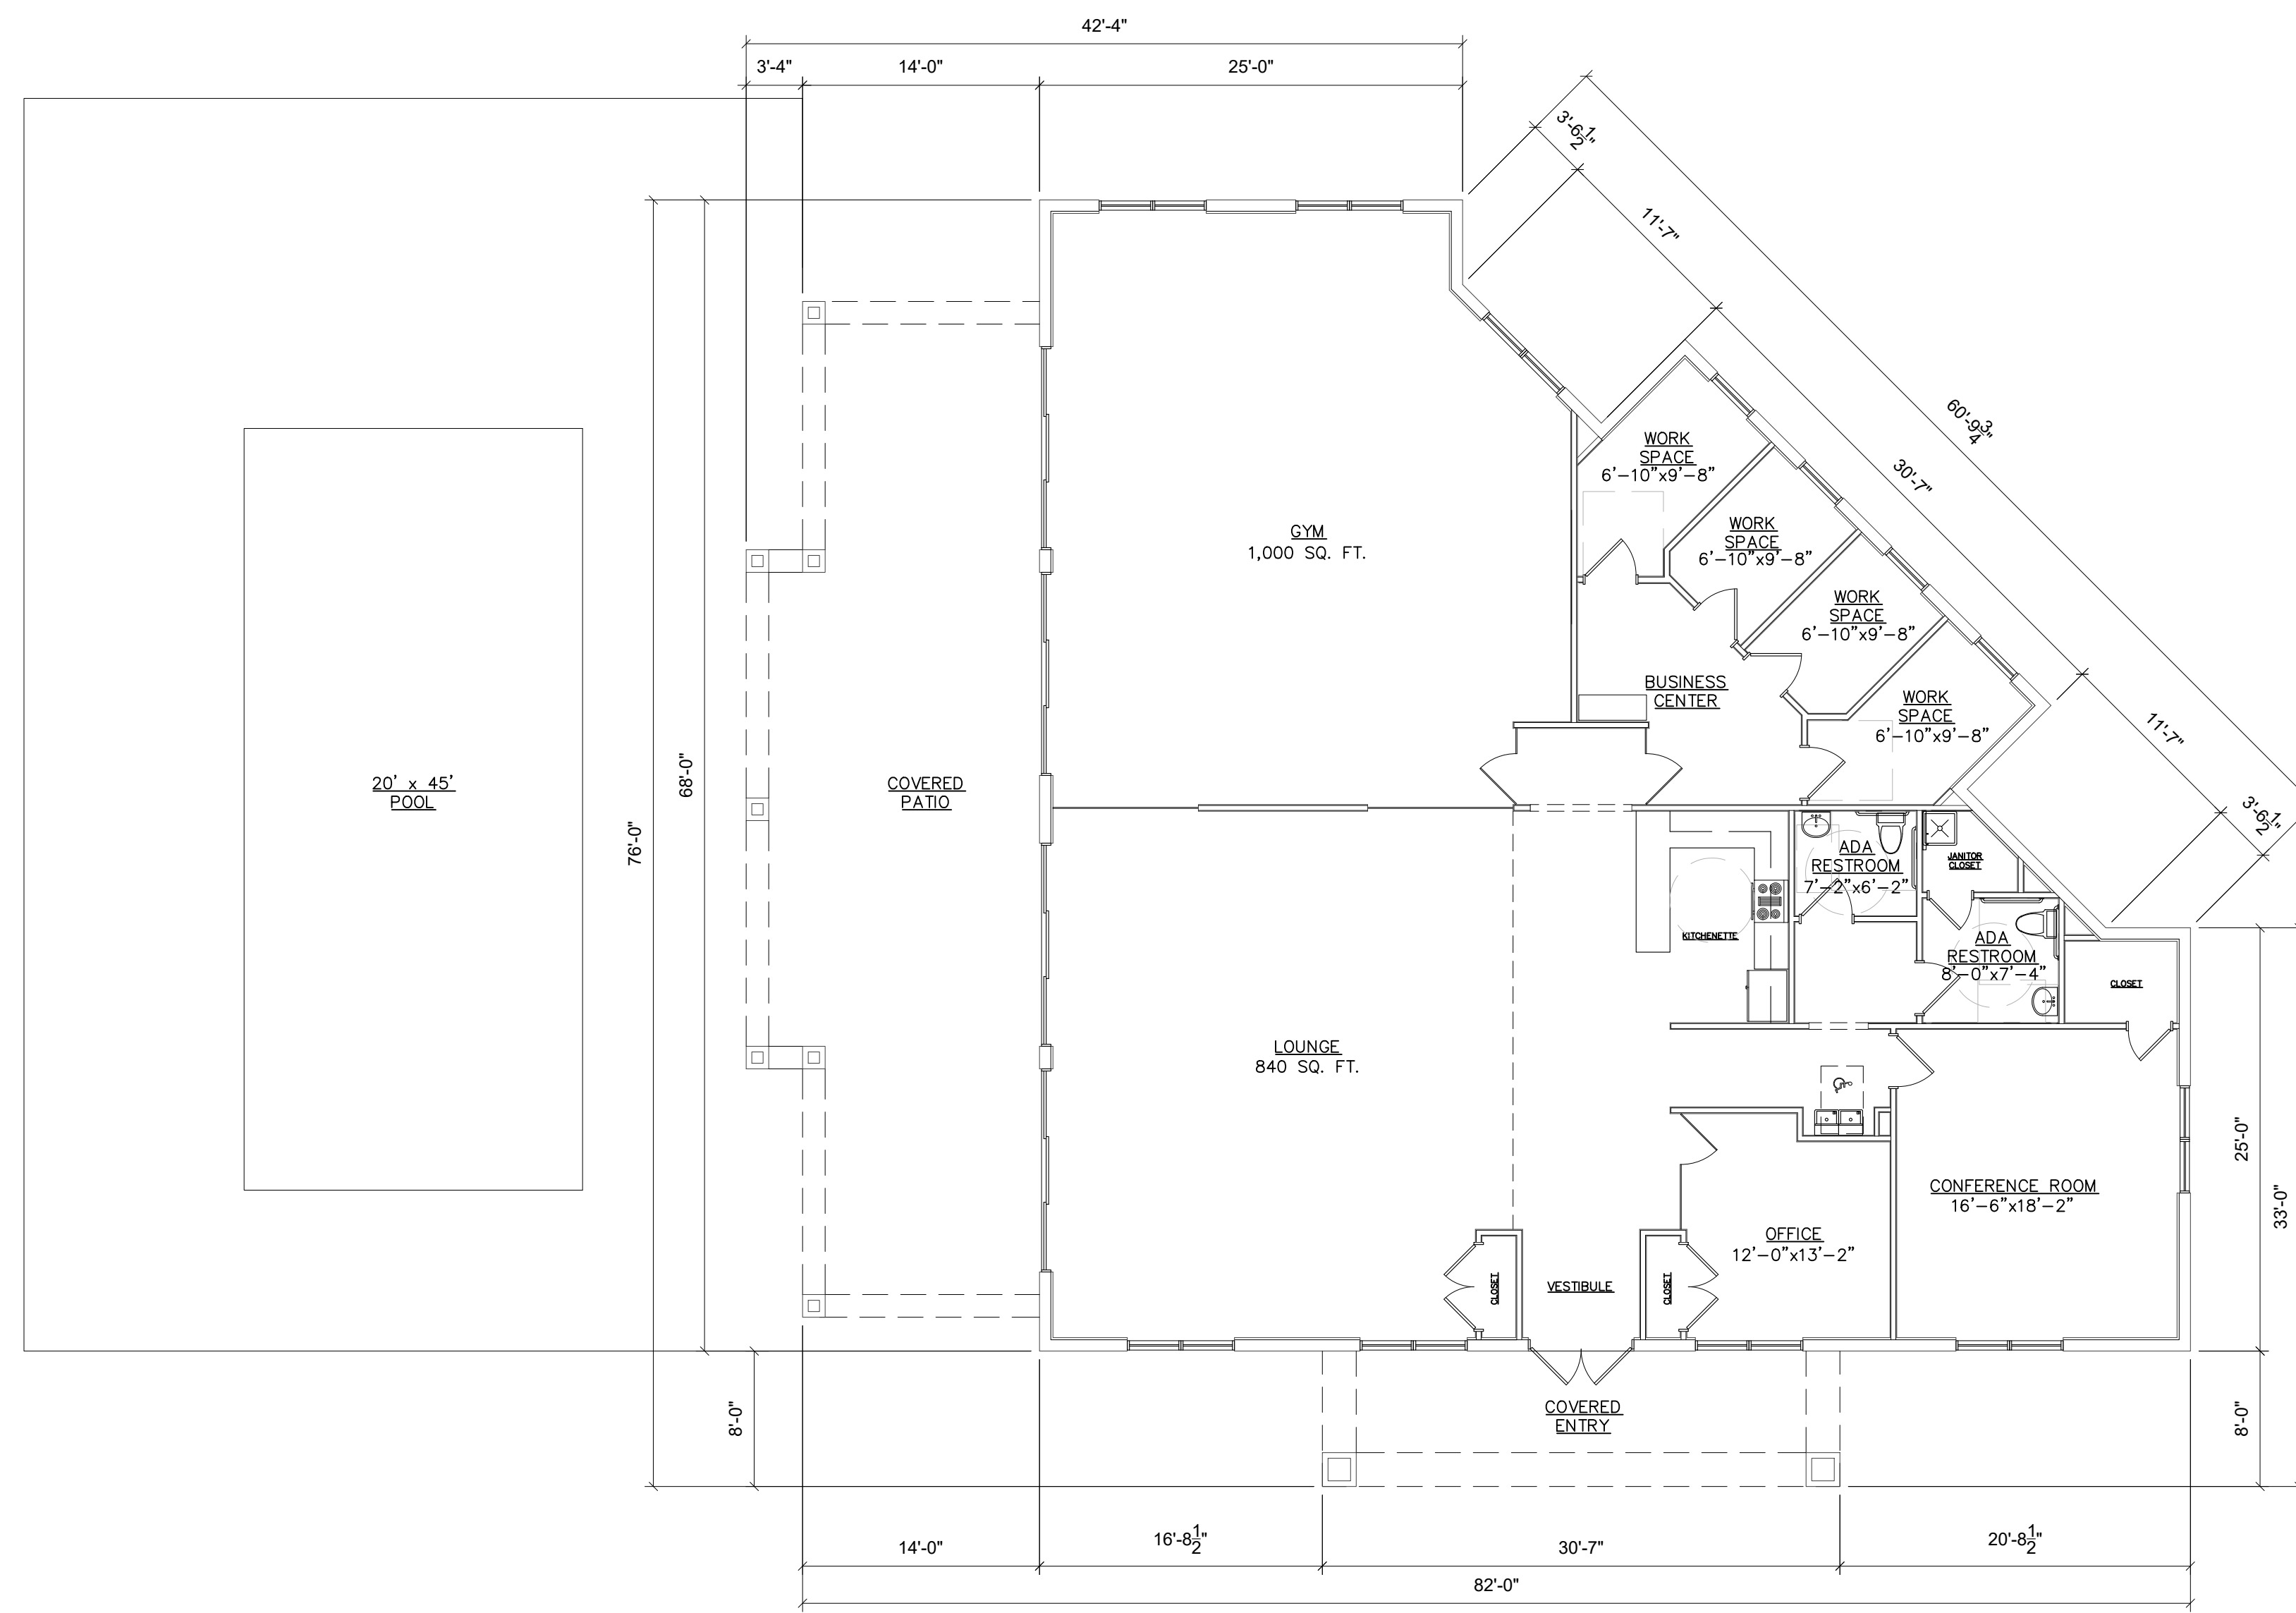 42'-4"
3'-4"
14'-0"
25'-0"
3'-6 1/2"
11'-7"
60'-9 3/4"
30'-7"
11'-7"
3'-6 1/2"
WORK
SPACE
6'-10"x9'-8"
WORK
SPACE
6'-10"x9'-8"
WORK
SPACE
6'-10"x9'-8"
WORK
SPACE
6'-10"x9'-8"
GYM
1,000 SQ. FT.
BUSINESS
CENTER
20' x 45'
POOL
76'-0"
68'-0"
COVERED
PATIO
ADA
RESTROOM
7'-2"x6'-2"
JANITOR
CLOSET
KITCHENETTE
ADA
RESTROOM
8'-0"x7'-4"
CLOSET
LOUNGE
840 SQ. FT.
CONFERENCE ROOM
16'-6"x18'-2"
OFFICE
12'-0"x13'-2"
CLOSET
VESTIBULE
CLOSET
25'-0"
33'-0"
8'-0"
COVERED
ENTRY
8'-0"
14'-0"
16'-8 1/2"
30'-7"
20'-8 1/2"
82'-0"